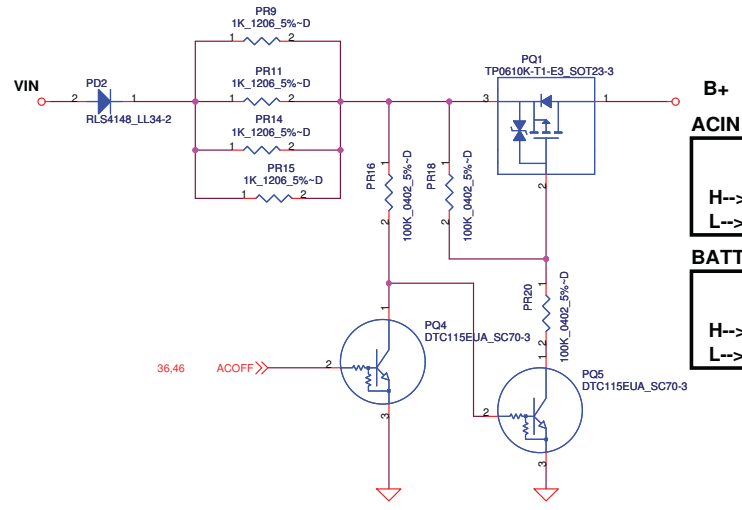 PR9
1K_1206_5%~D
1 2
PR11
1K_1206_5%~D
1 2
PR14
1K_1206_5%~D
1 2
PR15
1K_1206_5%~D
1 2
VIN
2 1
PD2
RLS4148_LL34-2
PQ1
TP0610K-T1-E3_SOT23-3
3 1
2
B+
ACIN
H-->
L-->
BATT
H-->
L-->
PR16
100K_0402_5%~D
1
2
PR18
100K_0402_5%~D
1
2
PR20
100K_0402_5%~D
1
2
PQ4
DTC115EUA_SC70-3
1
2
3
36,46 ACOFF
PQ5
DTC115EUA_SC70-3
1
2
3